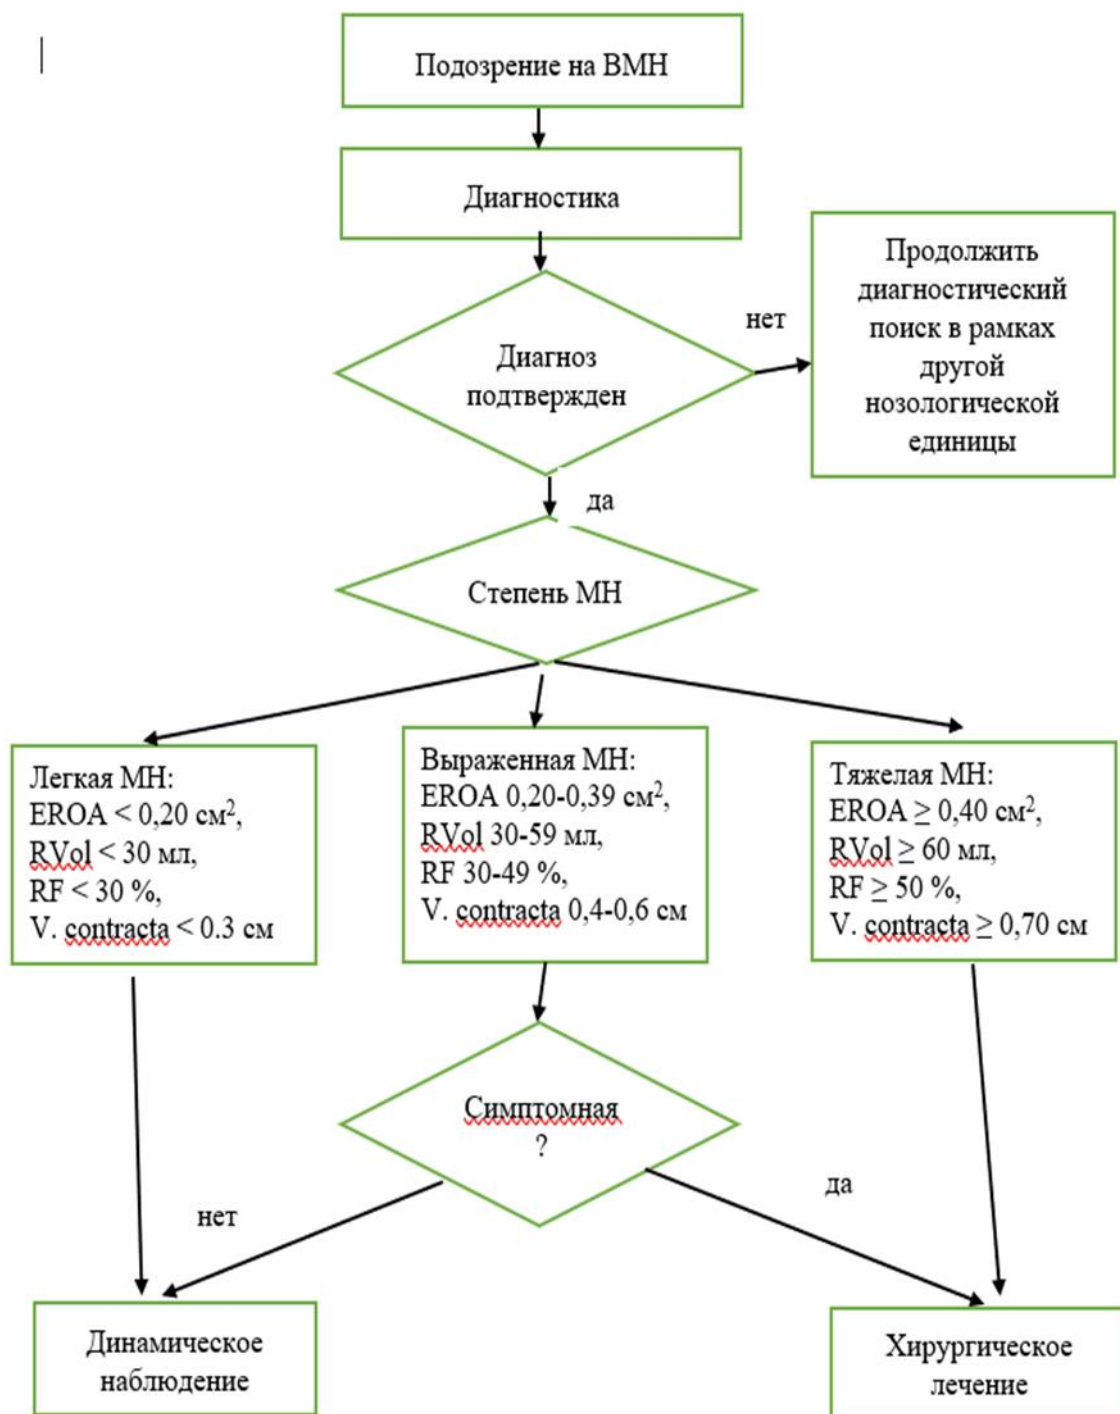 Подозрение на ВМН
Диагностика
Продолжить
диагностический
поиск в рамках
другой
нозологической
единицы
нет
Диагноз
подтвержден
да
Степень МН
Легкая МН:
EROA < 0,20 см²,
RVol < 30 мл,
RF < 30 %,
V. contracta < 0.3 см
Выраженная МН:
EROA 0,20-0,39 см²,
RVol 30-59 мл,
RF 30-49 %,
V. contracta 0,4-0,6 см
Тяжелая МН:
EROA ≥ 0,40 см²,
RVol ≥ 60 мл,
RF ≥ 50 %,
V. contracta ≥ 0,70 см
Симптомная
?
нет
да
Динамическое
наблюдение
Хирургическое
лечение